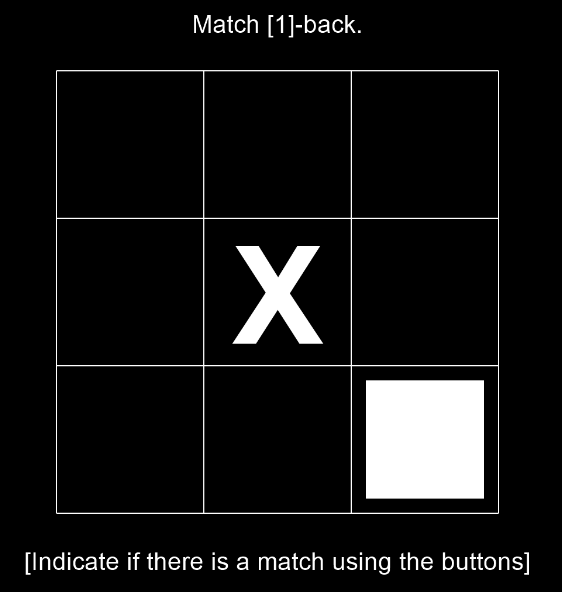 Match [1]-back.
X
[Indicate if there is a match using the buttons]